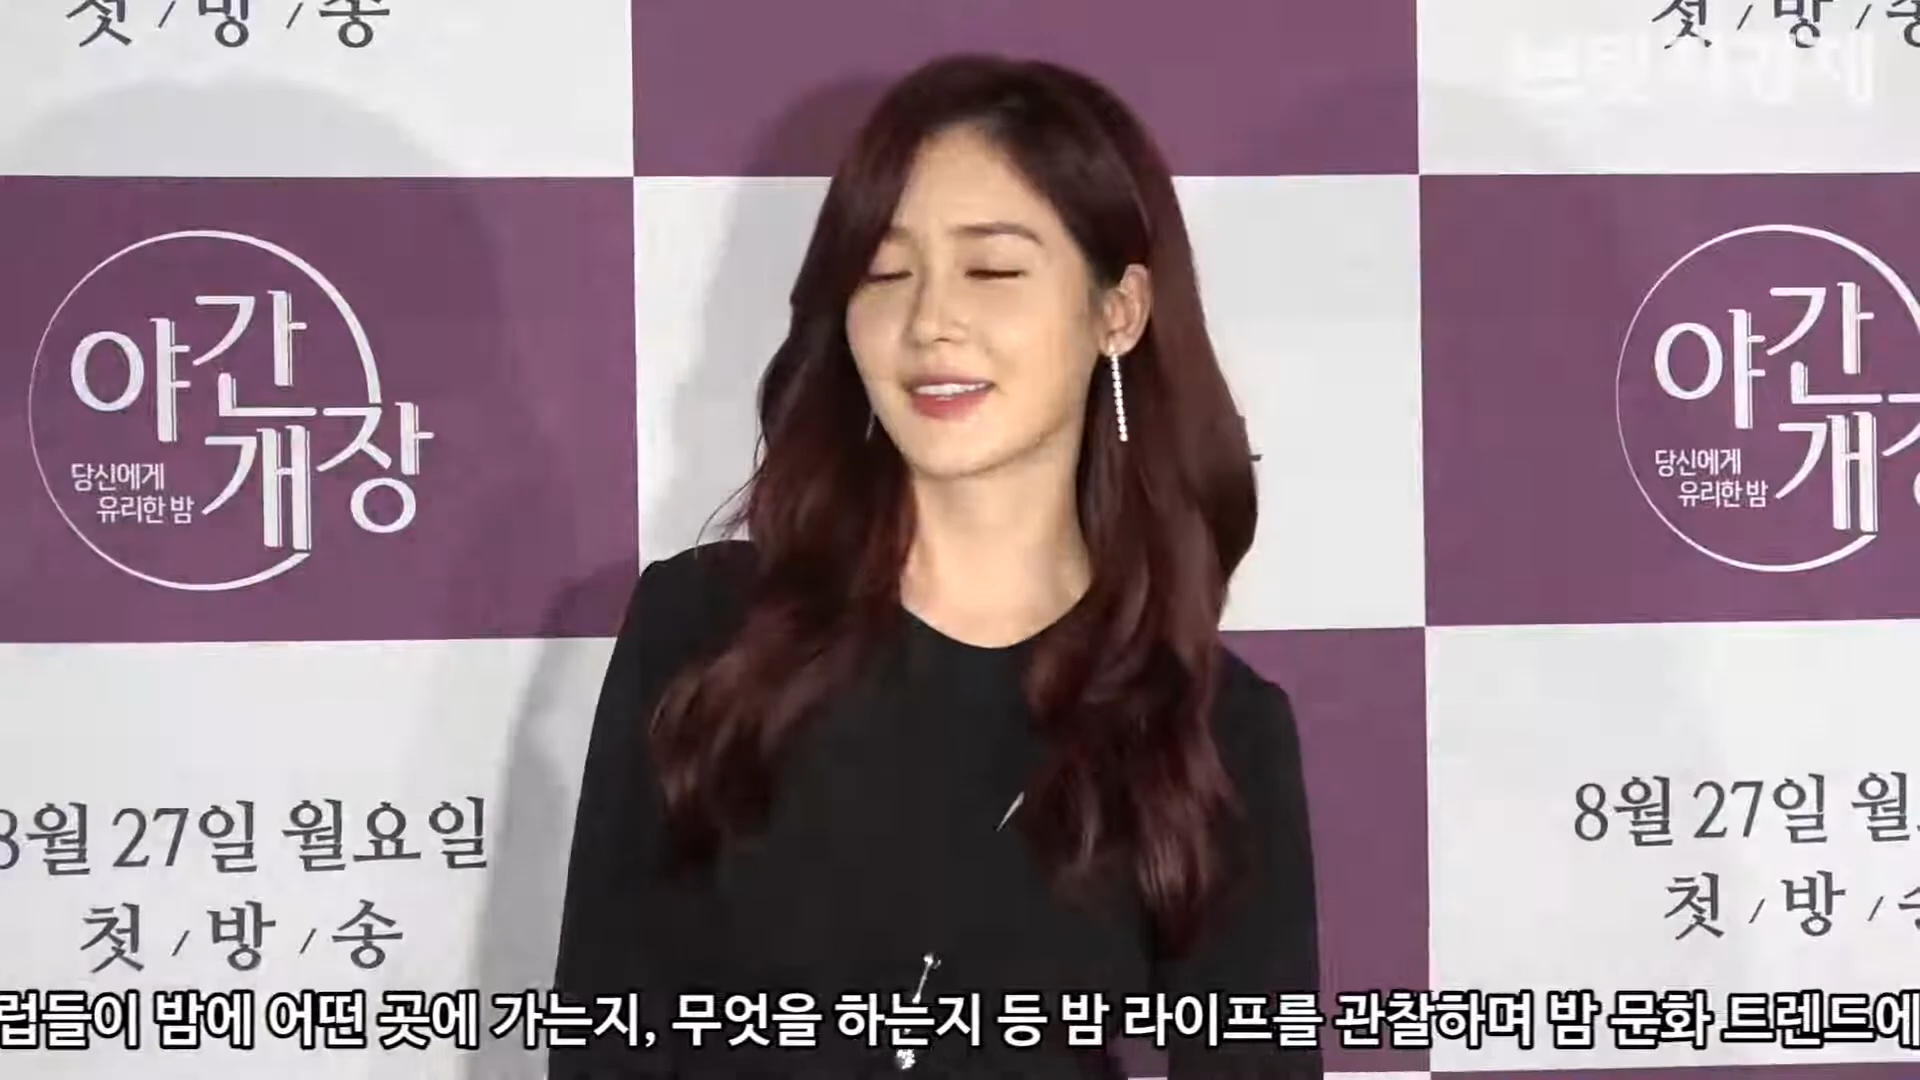 첫 / 방 / 송
첫 / 방 / 송
야간개장
당신에게
유리한 밤
야간개
당신에게
유리한 밤
8월 27일 월요일
첫 / 방 / 송
8월 27일 월
첫 / 방 /
럽들이 밤에 어떤 곳에 가는지, 무엇을 하는지 등 밤 라이프를 관찰하며 밤 문화 트렌드에